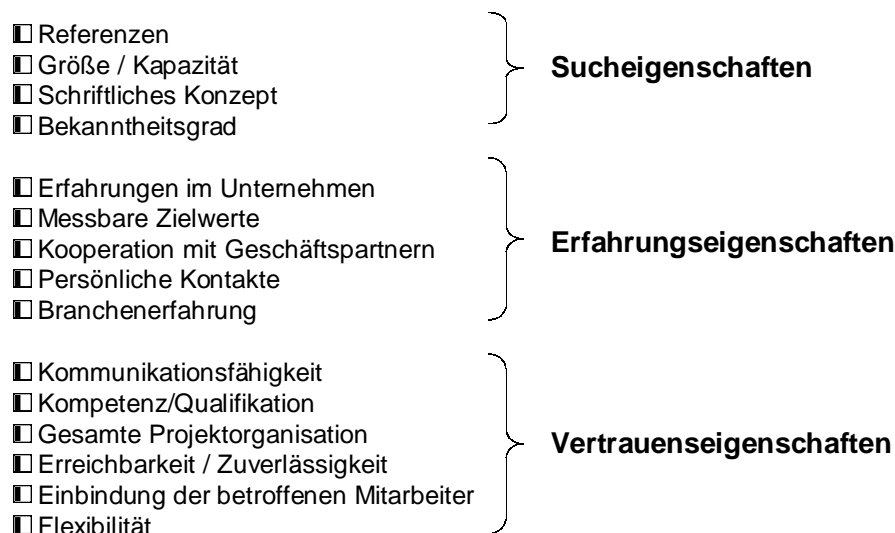 Referenzen
Größe / Kapazität
Schriftliches Konzept
Bekanntheitsgrad
Sucheigenschaften
Erfahrungen im Unternehmen
Messbare Zielwerte
Kooperation mit Geschäftspartnern
Persönliche Kontakte
Branchenerfahrung
Erfahrungseigenschaften
Kommunikationsfähigkeit
Kompetenz/Qualifikation
Gesamte Projektorganisation
Erreichbarkeit / Zuverlässigkeit
Einbindung der betroffenen Mitarbeiter
Flexibilität
Vertrauenseigenschaften